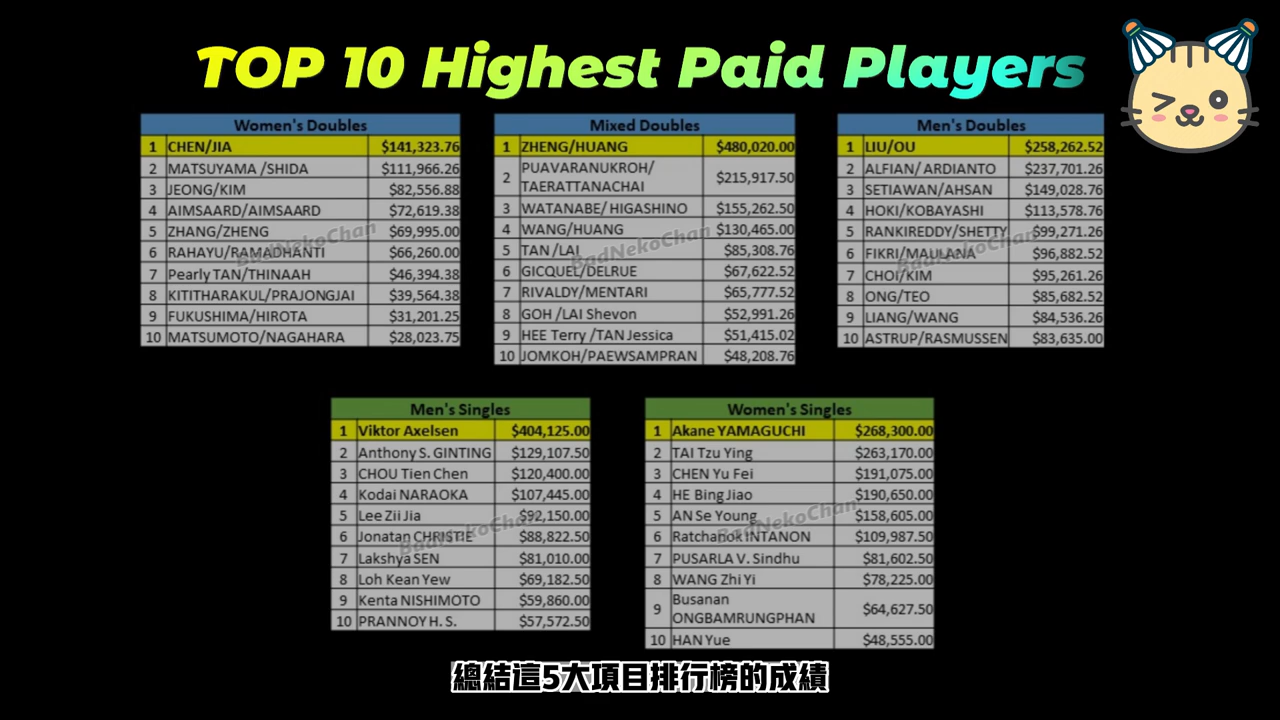 TOP 10 Highest Paid Players
Women's Doubles
1 CHEN/JIA $141,323.76
2 MATSUYAMA /SHIDA $111,966.26
3 JEONG/KIM $82,556.88
4 AIMSAARD/AIMSAARD $72,619.38
5 ZHANG/ZHENG $69,995.00
6 RAHAYU/RAMADHANTI $66,260.00
7 Pearly TAN/THINAAH $46,394.38
8 KITITHARAKUL/PRAJONGJAI $39,564.38
9 FUKUSHIMA/HIROTA $31,201.25
10 MATSUMOTO/NAGAHARA $28,023.75
BadNekoChan
Mixed Doubles
1 ZHENG/HUANG $480,020.00
2 PUAVARANUKROH/
TAERATTANACHAI $215,917.50
3 WATANABE/ HIGASHINO $155,262.50
4 WANG/HUANG $130,465.00
5 TAN /LAI $85,308.76
6 GICQUEL/DELRUE $67,622.52
7 RIVALDY/MENTARI $65,777.52
8 GOH /LAI Shevon $52,991.26
9 HEE Terry /TAN Jessica $51,415.02
10 JOMKOH/PAEWSAMPRAN $48,208.76
BadNekoChan
Men's Doubles
1 LIU/OU $258,262.52
2 ALFIAN/ ARDIANTO $237,701.26
3 SETIAWAN/AHSAN $149,028.76
4 HOKI/KOBAYASHI $113,578.76
5 RANKIREDDY/SHETTY $99,271.26
6 FIKRI/MAULANA $96,882.52
7 CHOI/KIM $95,261.26
8 ONG/TEO $85,682.52
9 LIANG/WANG $84,536.26
10 ASTRUP/RASMUSSEN $83,635.00
BadNekoChan
Men's Singles
1 Viktor Axelsen $404,125.00
2 Anthony S. GINTING $129,107.50
3 CHOU Tien Chen $120,400.00
4 Kodai NARAOKA $107,445.00
5 Lee Zii Jia $92,150.00
6 Jonatan CHRISTIE $88,822.50
7 Lakshya SEN $81,010.00
8 Loh Kean Yew $69,182.50
9 Kenta NISHIMOTO $59,860.00
10 PRANNOY H. S. $57,572.50
BadNekoChan
Women's Singles
1 Akane YAMAGUCHI $268,300.00
2 TAI Tzu Ying $263,170.00
3 CHEN Yu Fei $191,075.00
4 HE Bing Jiao $190,650.00
5 AN Se Young $158,605.00
6 Ratchanok INTANON $109,987.50
7 PUSARLA V. Sindhu $81,602.50
8 WANG Zhi Yi $78,225.00
9 Busanan
ONGBAMRUNGPHAN $64,627.50
10 HAN Yue $48,555.00
BadNekoChan
總結這5大項目排行榜的成績